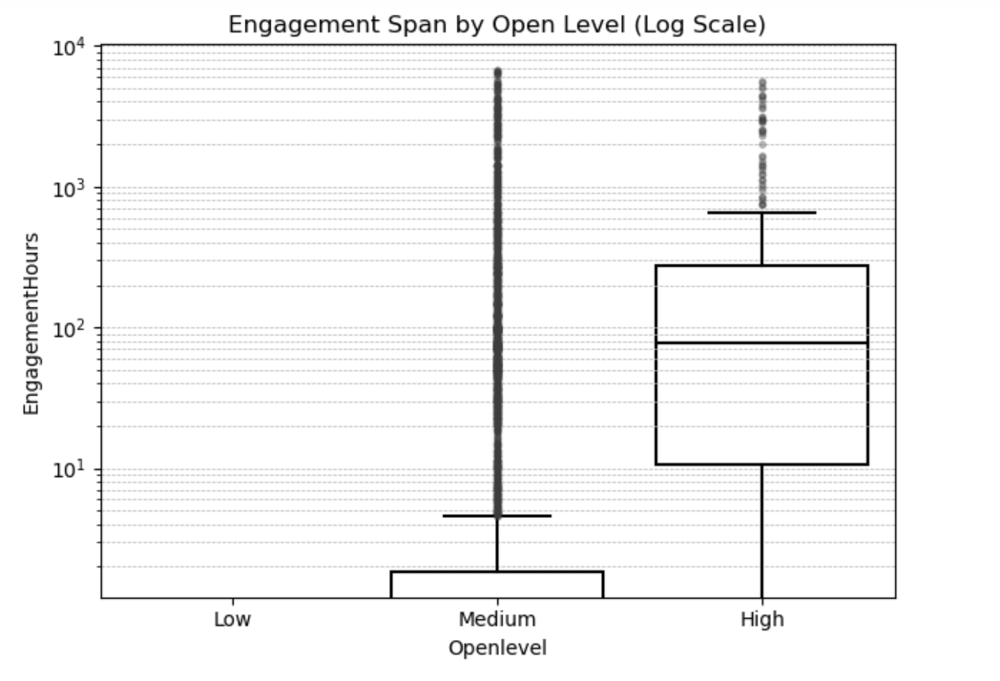 Engagement Span by Open Level (Log Scale)
10⁴
10³
10²
10¹
EngagementHours
Low Medium High
Openlevel